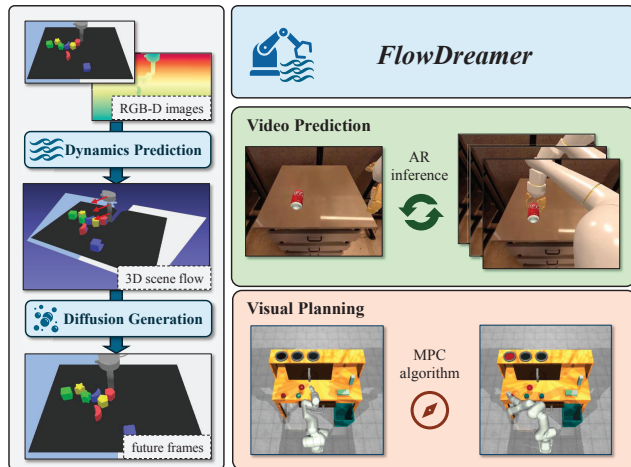 RGB-D images
Dynamics Prediction
3D scene flow
Diffusion Generation
future frames
FlowDreamer
Video Prediction
AR
inference
Visual Planning
MPC
algorithm